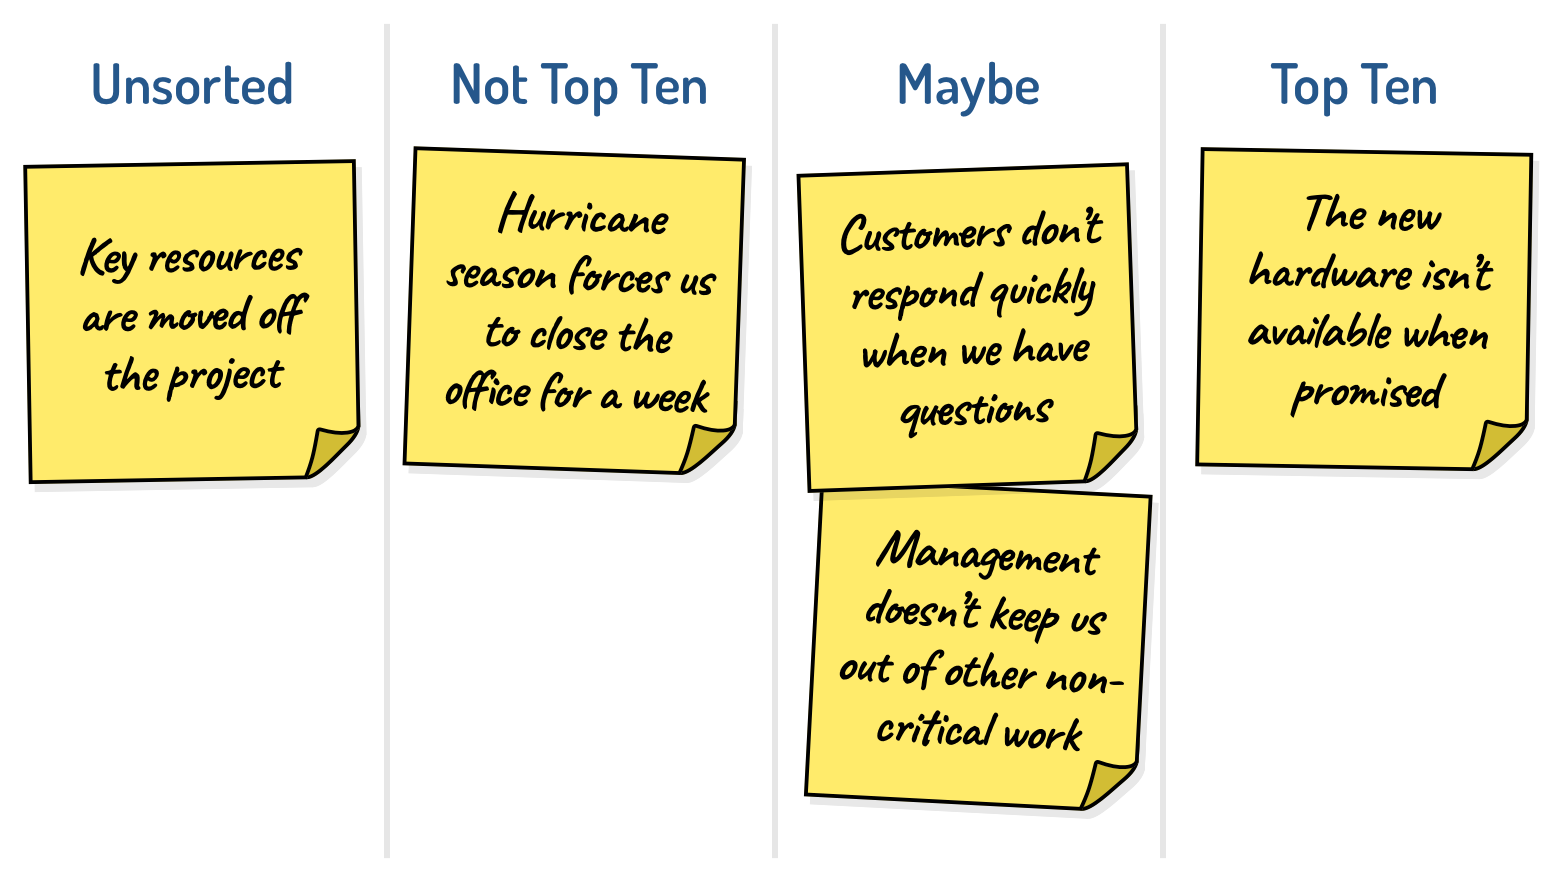 Unsorted
Not Top Ten
Maybe
Top Ten
Key resources
are moved off
the project
Hurricane
season forces us
to close the
office for a week
Customers don't
respond quickly
when we have
questions
Management
doesn't keep us
out of other non-
critical work
The new
hardware isn't
available when
promised